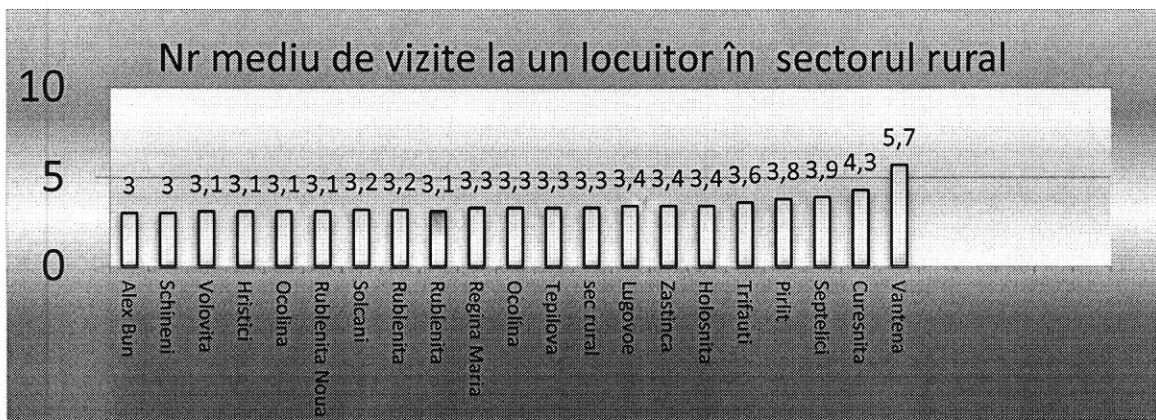 Nr mediu de vizite la un locuitor în sectorul rural
10
5
0
3 3 3,1 3,1 3,1 3,1 3,2 3,2 3,1 3,3 3,3 3,3 3,3 3,4 3,4 3,4 3,6 3,8 3,9 4,3 5,7
Alex Bun
Schineni
Volovita
Hristici
Ocolina
Rublenita Noua
Solcani
Rublenita
Rublenita
Regina Maria
Ocolina
Tepilova
sec rural
Lugovoe
Zastinca
Holosnita
Trifauti
Pirlit
Septelici
Curesnita
Vantena